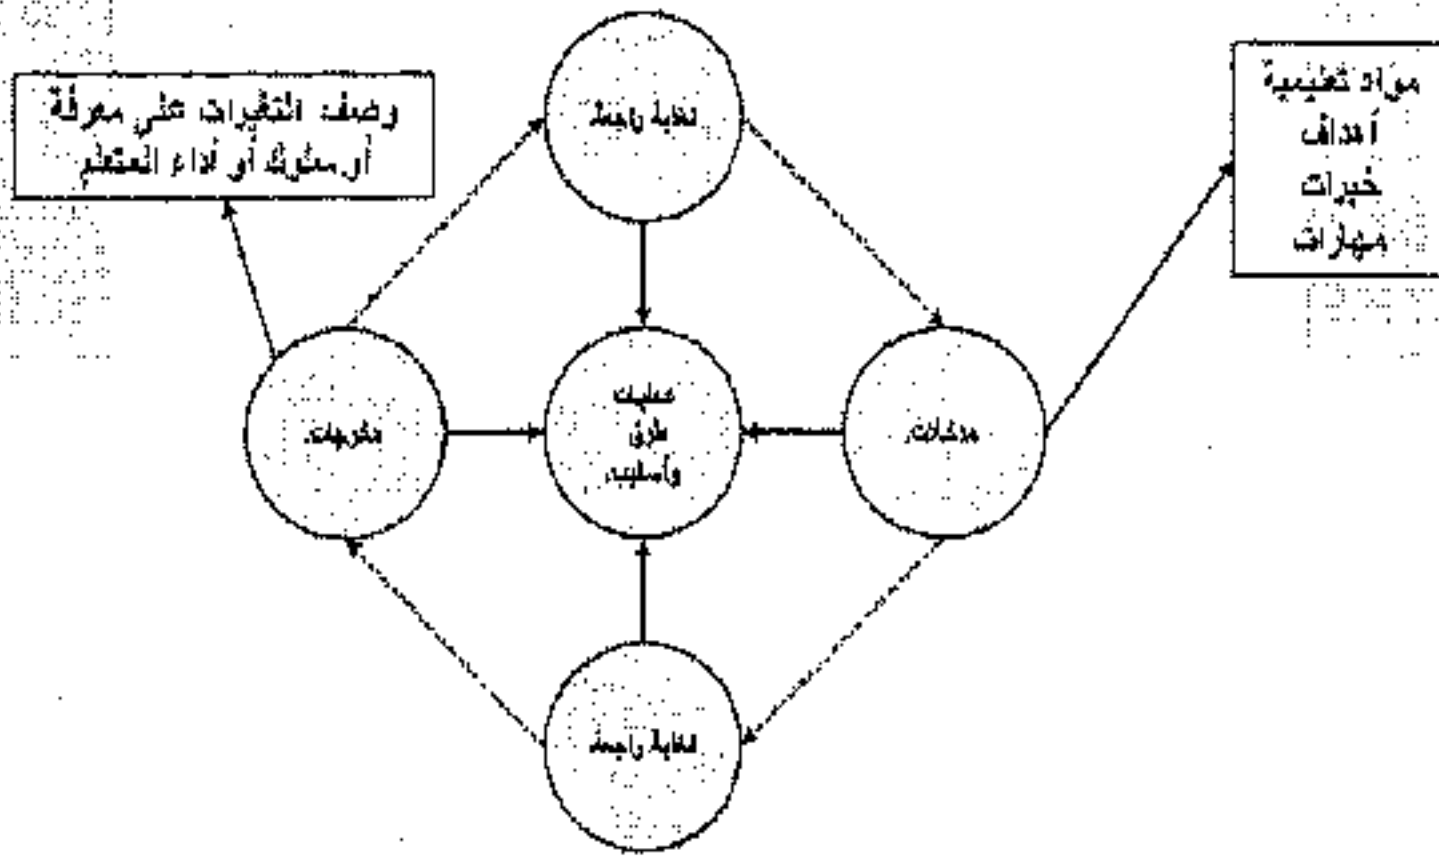 مواد تعليمية
أهداف
خبرات
مهارات
وصف التغيرات على معرفة
أو سلوك أو أداء المتعلم
تغذية راجعة
مدخلات
عمليات
طرق
وأساليب
مخرجات
تغذية راجعة